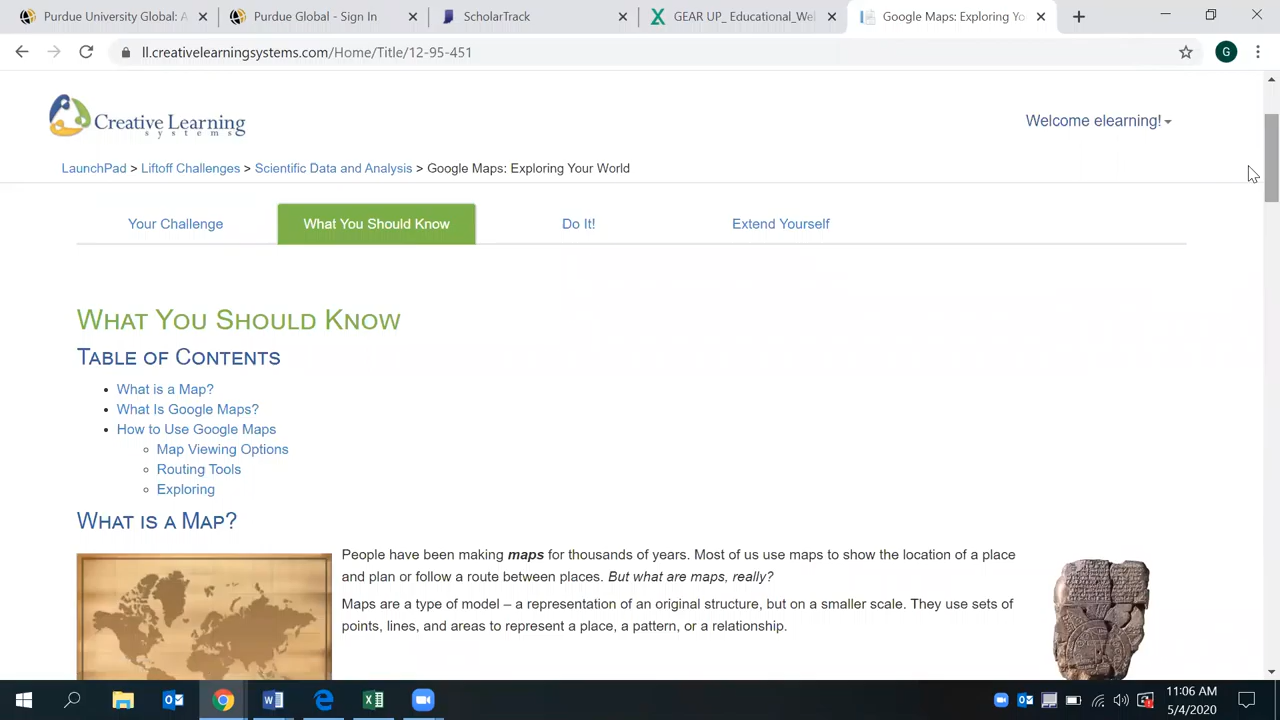 Purdue University Global: A
Purdue Global - Sign In
ScholarTrack
GEAR UP_ Educational_Wel
Google Maps: Exploring Yo
ll.creativelearningsystems.com/Home/Title/12-95-451
G
Creative Learning
systems
Welcome elearning!
LaunchPad > Liftoff Challenges > Scientific Data and Analysis > Google Maps: Exploring Your World
Your Challenge
What You Should Know
Do It!
Extend Yourself
What You Should Know
Table of Contents
What is a Map?
What Is Google Maps?
How to Use Google Maps
Map Viewing Options
Routing Tools
Exploring
What is a Map?
People have been making maps for thousands of years. Most of us use maps to show the location of a place
and plan or follow a route between places. But what are maps, really?
Maps are a type of model – a representation of an original structure, but on a smaller scale. They use sets of
points, lines, and areas to represent a place, a pattern, or a relationship.
11:06 AM
5/4/2020